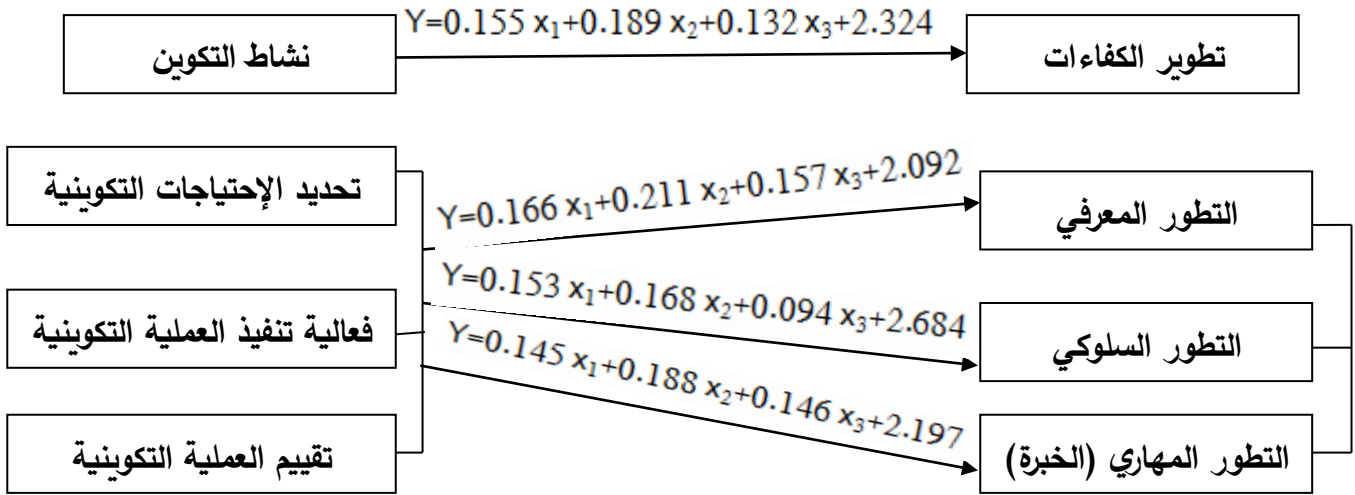 Y=0.155 x₁+0.189 x₂+0.132 x₃+2.324
نشاط التكوين
تطوير الكفاءات
تحديد الإحتياجات التكوينية
Y=0.166 x₁+0.211 x₂+0.157 x₃+2.092
التطور المعرفي
فعالية تنفيذ العملية التكوينية
Y=0.153 x₁+0.168 x₂+0.094 x₃+2.684
التطور السلوكي
Y=0.145 x₁+0.188 x₂+0.146 x₃+2.197
تقييم العملية التكوينية
التطور المهاري (الخبرة)